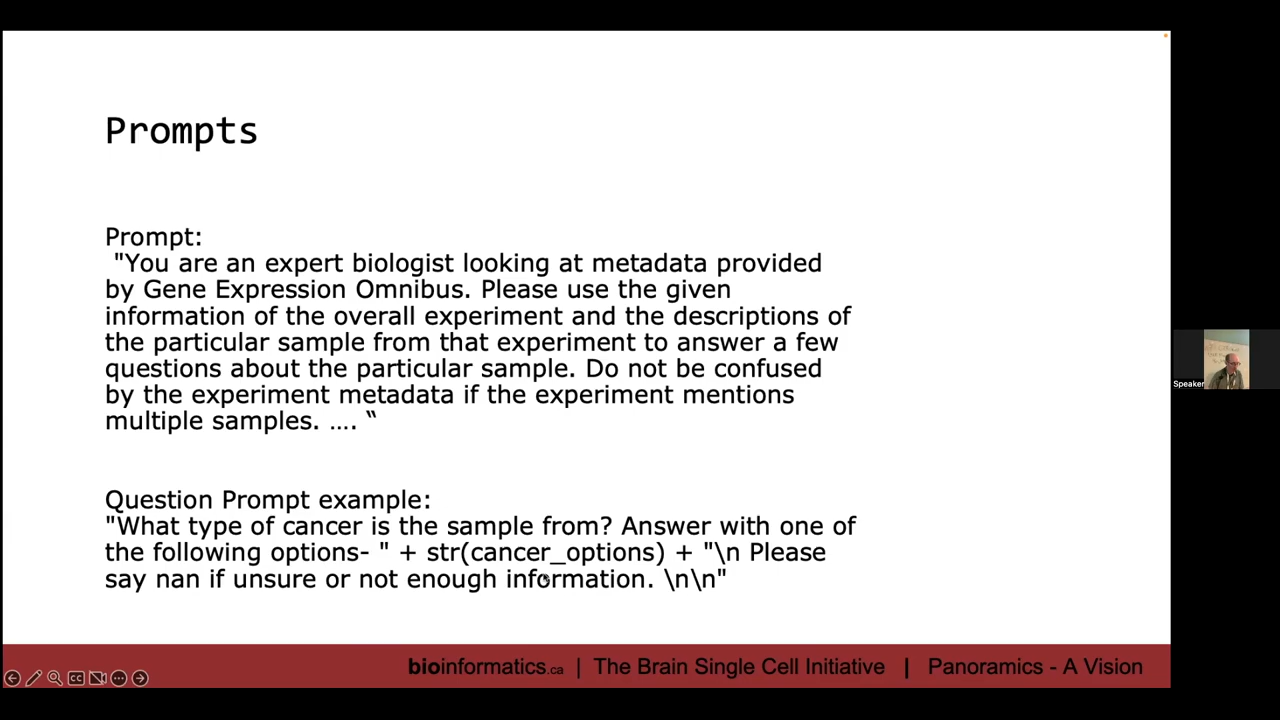 Prompts
Prompt:
"You are an expert biologist looking at metadata provided
by Gene Expression Omnibus. Please use the given
information of the overall experiment and the descriptions of
the particular sample from that experiment to answer a few
questions about the particular sample. Do not be confused
by the experiment metadata if the experiment mentions
multiple samples. …. “
Question Prompt example:
"What type of cancer is the sample from? Answer with one of
the following options- " + str(cancer_options) + "\n Please
say nan if unsure or not enough information. \n\n"
Speaker
bioinformatics.ca | The Brain Single Cell Initiative | Panoramics - A Vision
CC